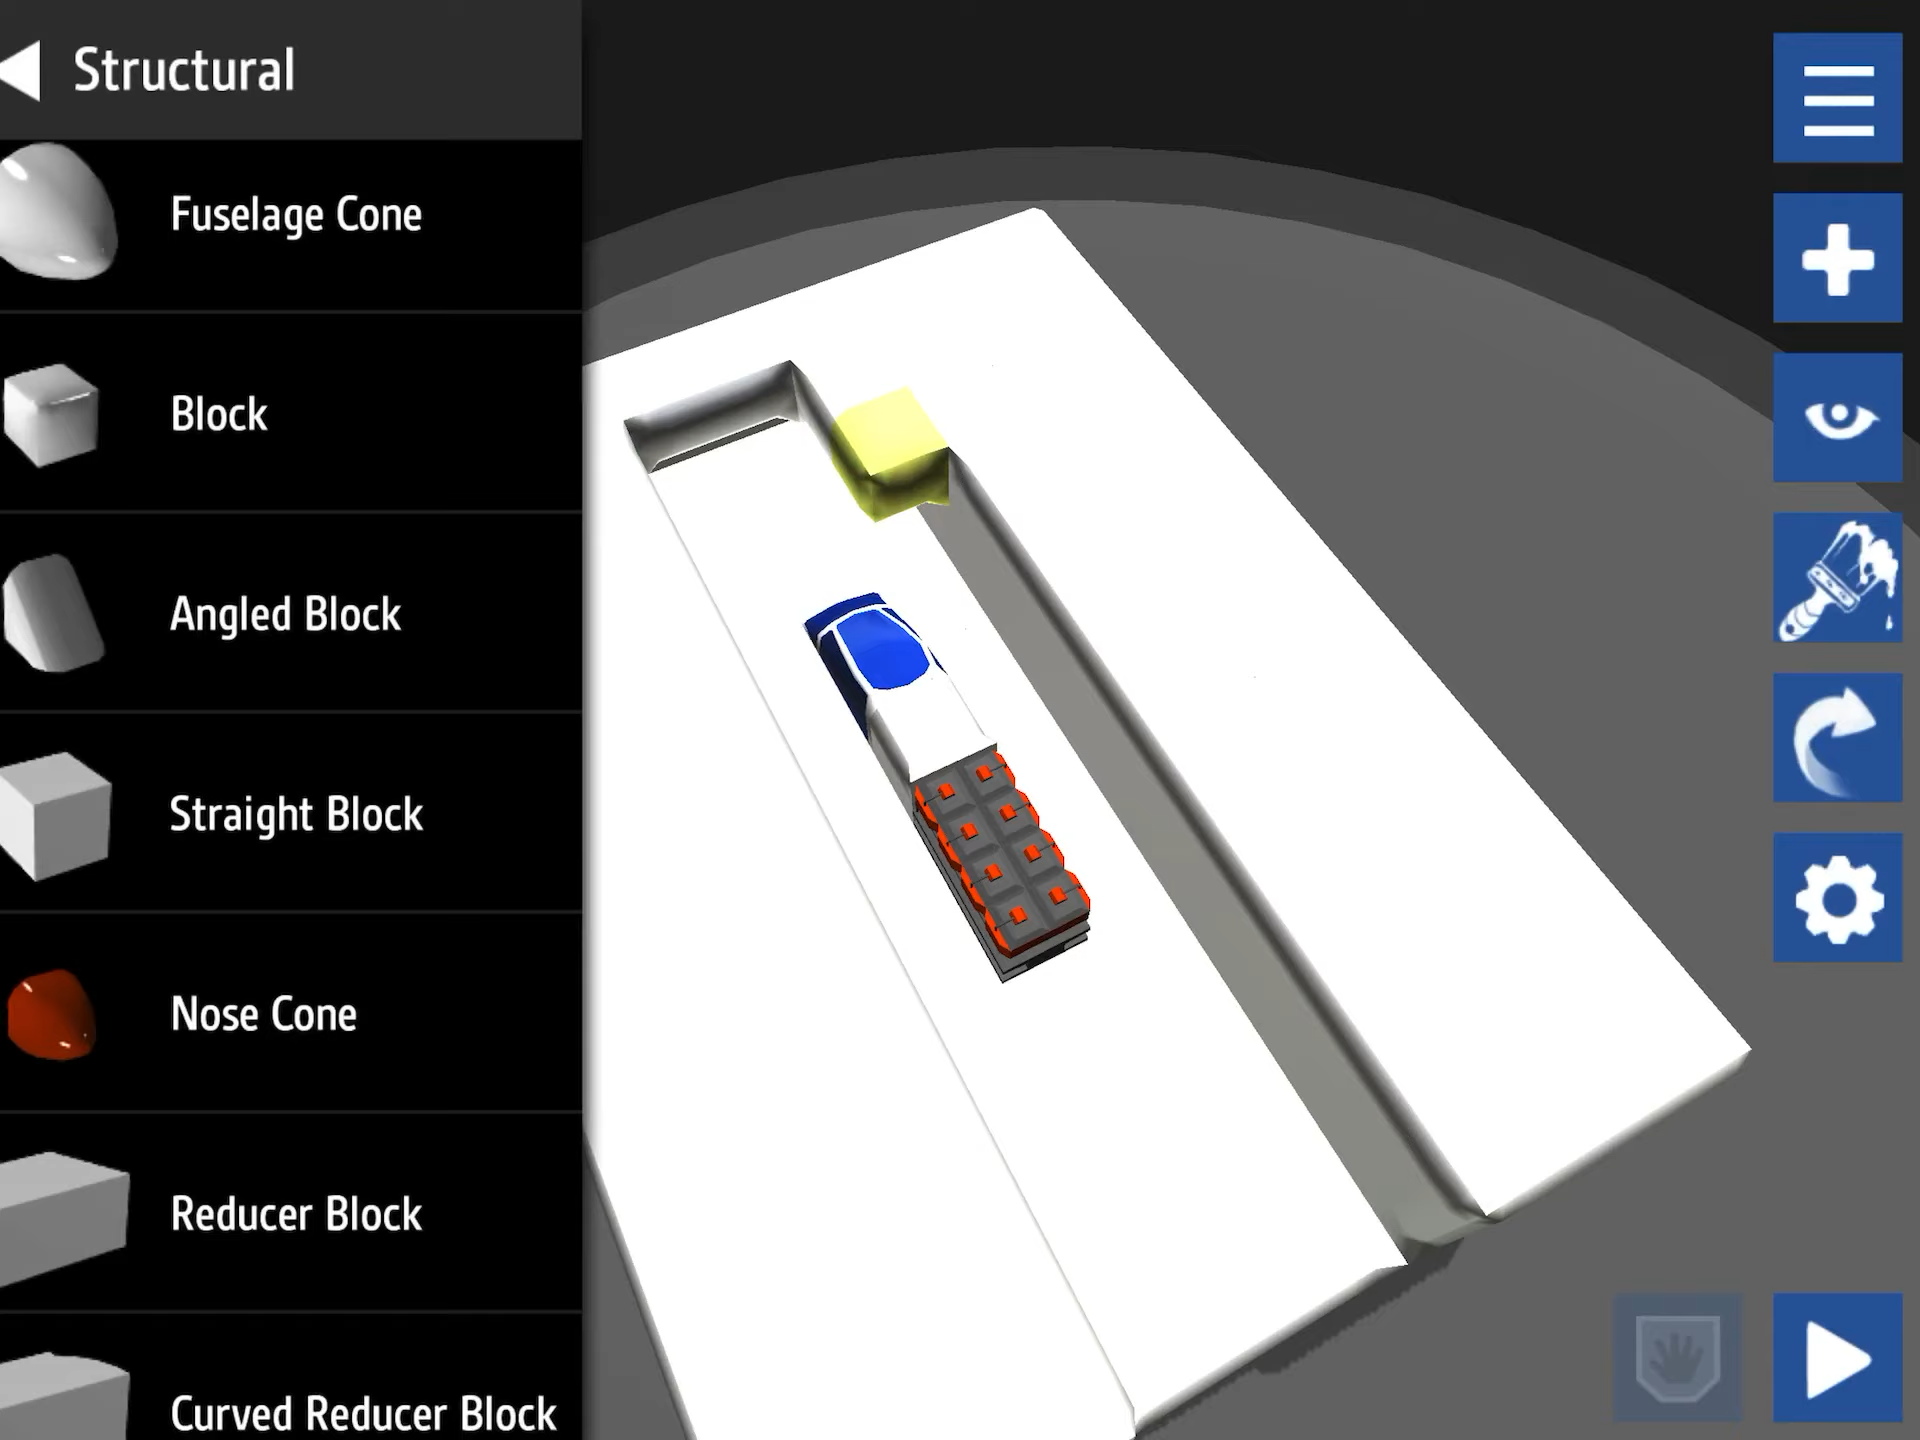 Structural
Fuselage Cone
Block
Angled Block
Straight Block
Nose Cone
Reducer Block
Curved Reducer Block